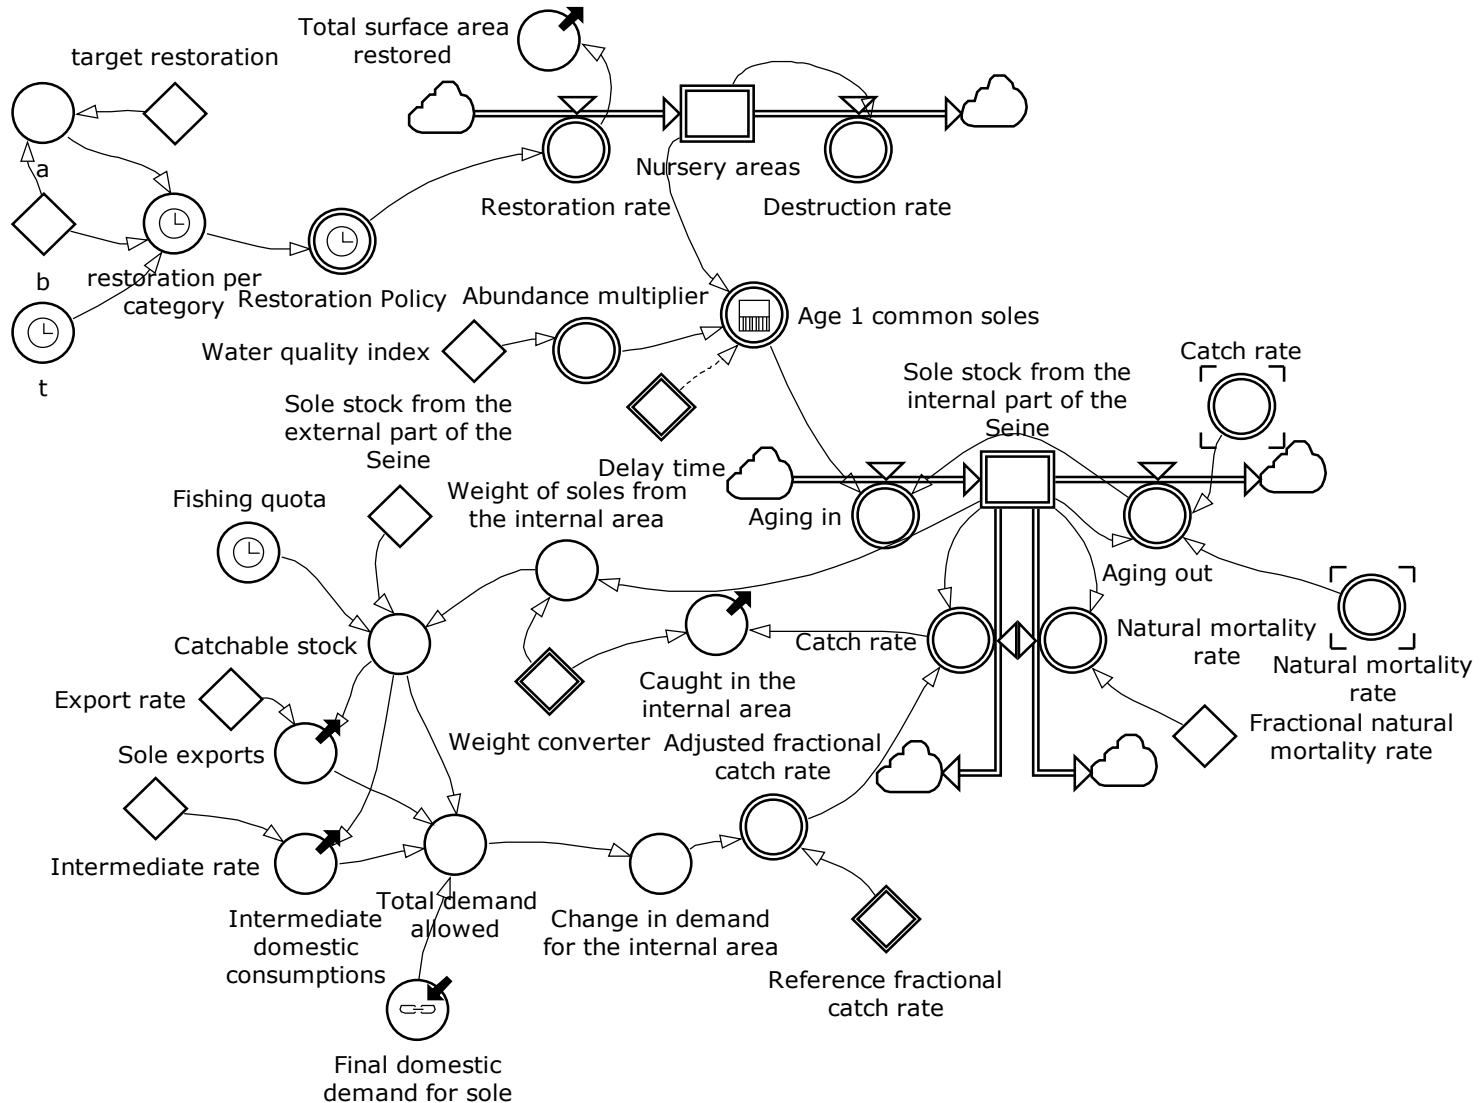 Total surface area
restored
target restoration
a
Nursery areas
Restoration rate
Destruction rate
b
restoration per
category
Restoration Policy
Abundance multiplier
Age 1 common soles
Water quality index
t
Catch rate
Sole stock from the
internal part of the
Seine
Sole stock from the
external part of the
Seine
Delay time
Weight of soles from
the internal area
Fishing quota
Aging in
Aging out
Catchable stock
Catch rate
Natural mortality
rate
Natural mortality
rate
Export rate
Caught in the
internal area
Fractional natural
mortality rate
Sole exports
Weight converter
Adjusted fractional
catch rate
Intermediate rate
Total demand
allowed
Intermediate
domestic
consumptions
Change in demand
for the internal area
Reference fractional
catch rate
Final domestic
demand for sole